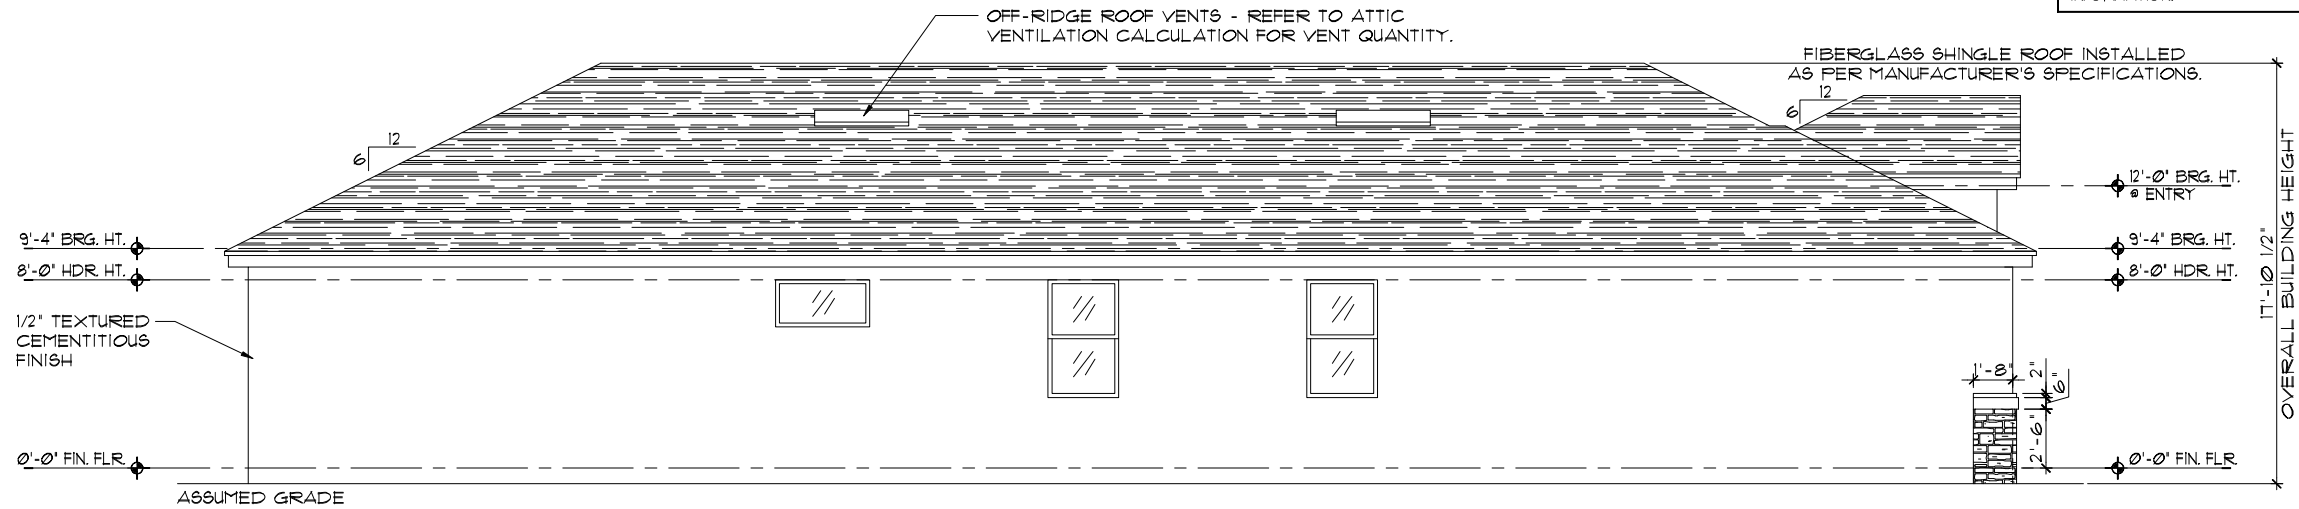 OFF-RIDGE ROOF VENTS - REFER TO ATTIC
VENTILATION CALCULATION FOR VENT QUANTITY.
FIBERGLASS SHINGLE ROOF INSTALLED
AS PER MANUFACTURER'S SPECIFICATIONS.
12
6
12
6
12'-0" BRG. HT.
@ ENTRY
9'-4" BRG. HT.
9'-4" BRG. HT.
8'-0" HDR. HT.
8'-0" HDR. HT.
17'-10 1/2"
OVERALL BUILDING HEIGHT
1/2" TEXTURED
CEMENTITIOUS
FINISH
1'-8"
2"
6"
2'-6"
0'-0" FIN. FLR.
0'-0" FIN. FLR.
ASSUMED GRADE